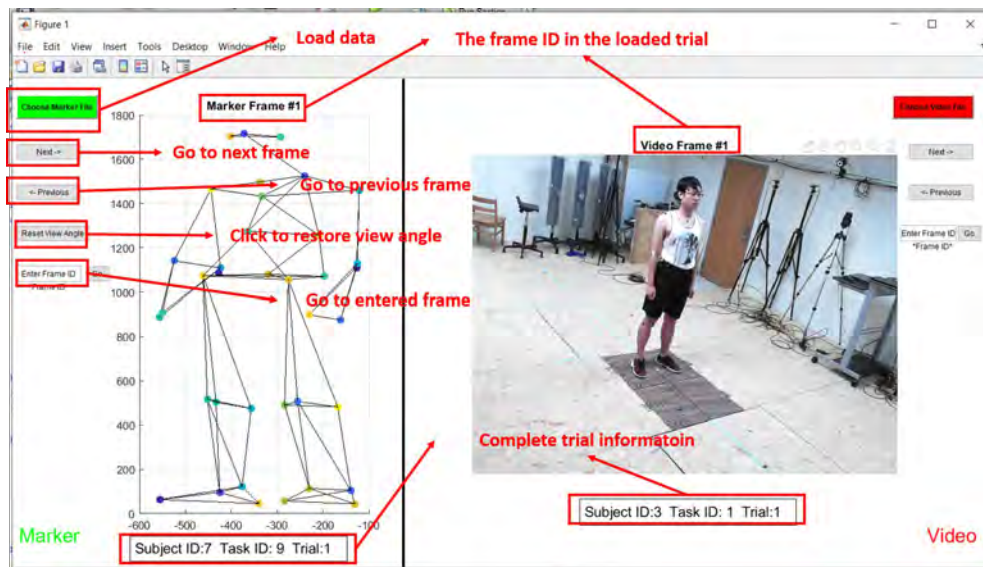 Run Section
Figure 1
File Edit View Insert Tools Desktop Window Help
Load data
The frame ID in the loaded trial
Choose Marker File
Marker Frame #1
Choose Video File
Video Frame #1
Next ->
Go to next frame
Next ->
<- Previous
Go to previous frame
<- Previous
Reset View Angle
Click to restore view angle
Enter Frame ID Go
*Frame ID*
Enter Frame ID Go
*Frame ID*
Go to entered frame
1800
1600
1400
1200
1000
800
600
400
200
0
-600 -500 -400 -300 -200 -100
Complete trial informatoin
Subject ID:7 Task ID: 9 Trial:1
Subject ID:3 Task ID: 1 Trial:1
Marker
Video